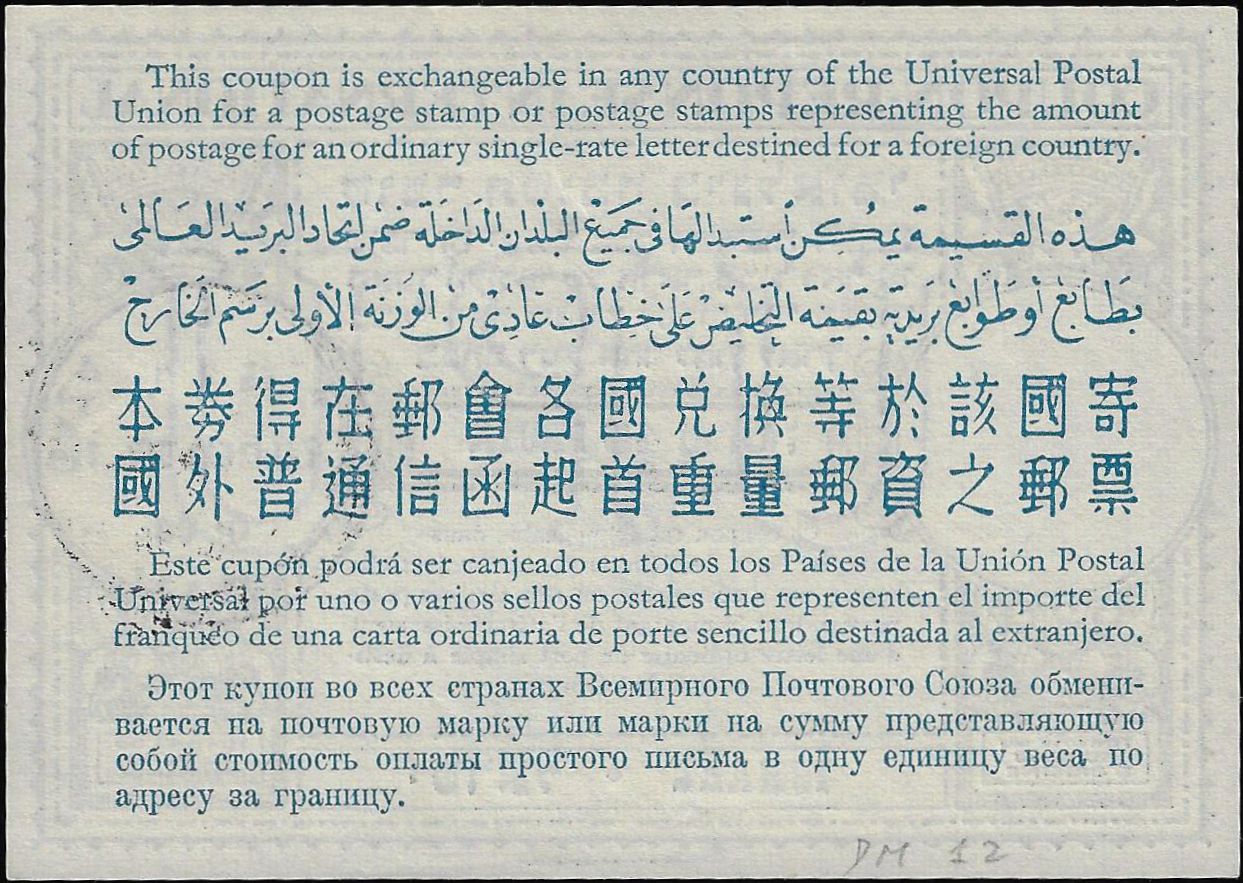 This coupon is exchangeable in any country of the Universal Postal
Union for a postage stamp or postage stamps representing the amount
of postage for an ordinary single-rate letter destined for a foreign country.
هذه القسيمة يمكن أستبدالها فى جميع البلدان الداخلة ضمن اتحاد البريد العالمى
بطابع أو طوابع بريدية بقيمة التخليص على خطاب عادى من الوزنة الأولى برسم الخارج
本券得在郵會各國兌換等於該國寄
國外普通信函起首重量郵資之郵票
Este cupón podrá ser canjeado en todos los Países de la Unión Postal
Universal por uno o varios sellos postales que representen el importe del
franqueo de una carta ordinaria de porte sencillo destinada al extranjero.
Этот купон во всех странах Всемирного Почтового Союза обмени-
вается на почтовую марку или марки на сумму представляющую
собой стоимость оплаты простого письма в одну единицу веса по
адресу за границу.
DM 12